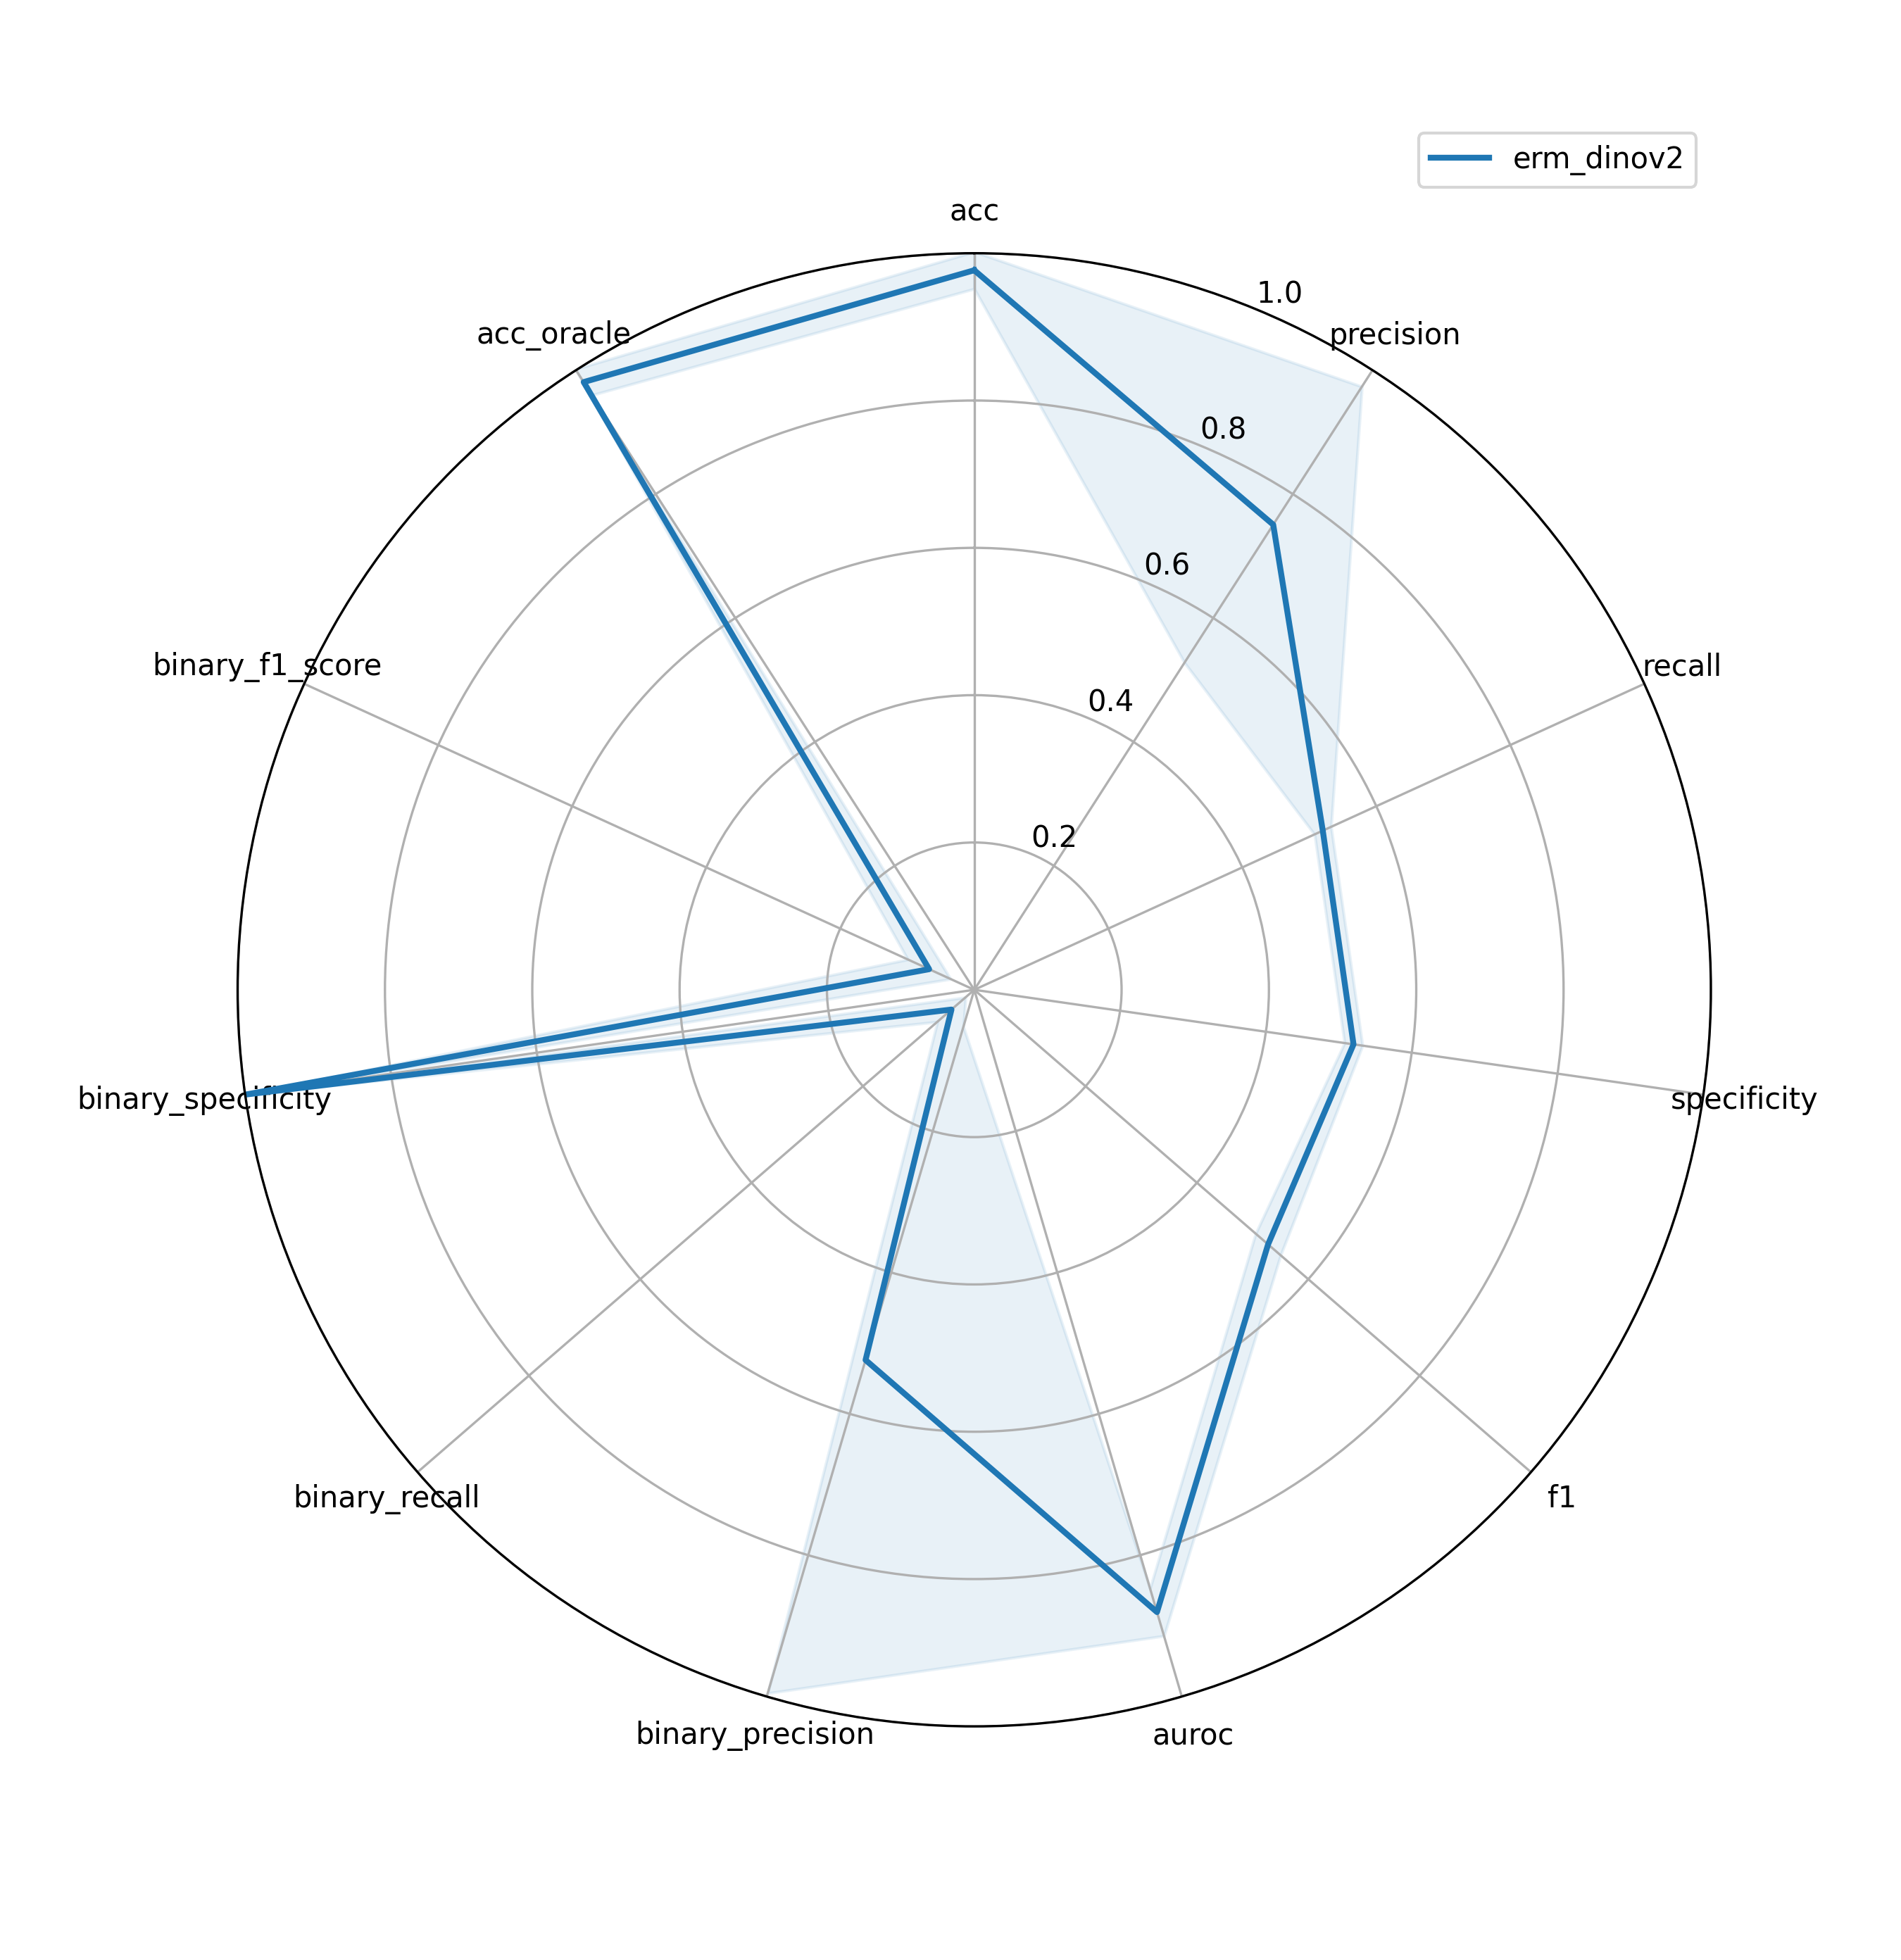 erm_dinov2
acc
1.0
acc_oracle
precision
0.8
0.6
binary_f1_score
recall
0.4
0.2
binary_specificity
specificity
binary_recall
f1
binary_precision
auroc